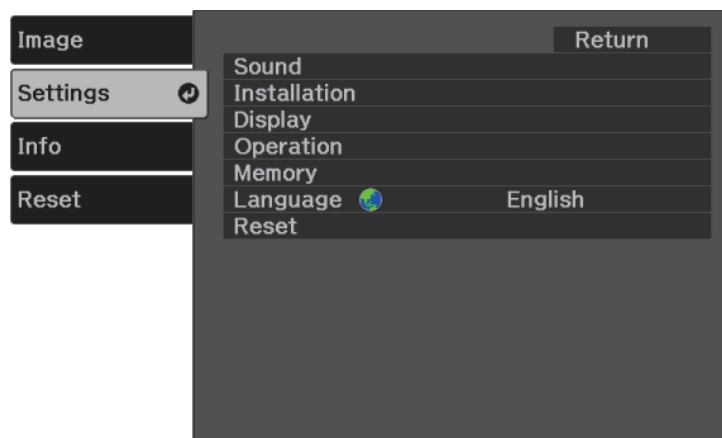 Image
Settings
Info
Reset
Return
Sound
Installation
Display
Operation
Memory
Language English
Reset